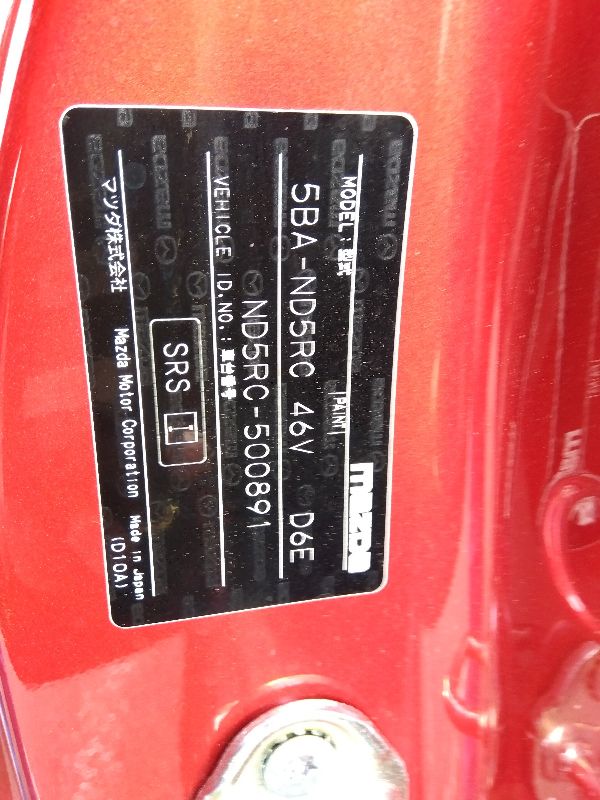 MODEL:型式 PAINT: mazda
5BA-ND5RC 46V D6E
VEHICLE ID.NO.:車台番号
ND5RC-500891
SRS I
マツダ株式会社 Mazda Motor Corporation Made in Japan
(D10A)